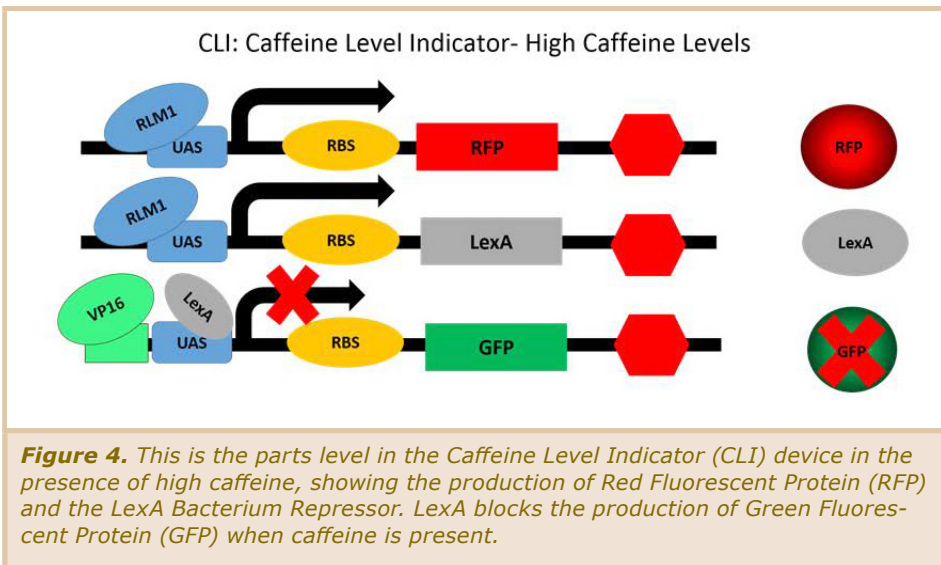 CLI: Caffeine Level Indicator- High Caffeine Levels
RLM1
UAS
RBS
RFP
RFP
RLM1
UAS
RBS
LexA
LexA
VP16
LexA
UAS
RBS
GFP
GFP
Figure 4. This is the parts level in the Caffeine Level Indicator (CLI) device in the
presence of high caffeine, showing the production of Red Fluorescent Protein (RFP)
and the LexA Bacterium Repressor. LexA blocks the production of Green Fluores-
cent Protein (GFP) when caffeine is present.